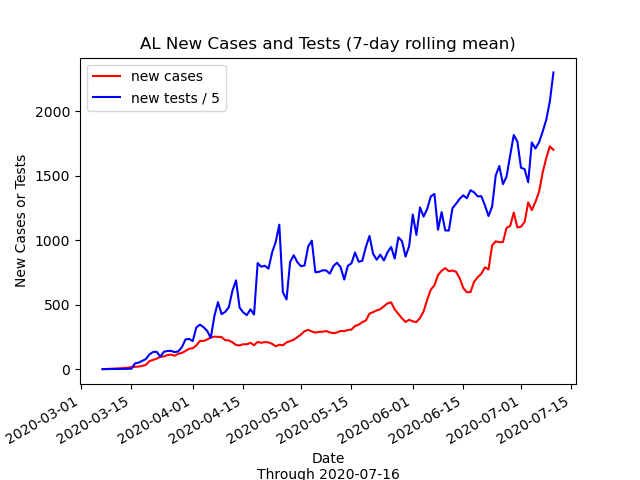 AL New Cases and Tests (7-day rolling mean)
new cases
new tests / 5
New Cases or Tests
2000
1500
1000
500
0
2020-03-01
2020-03-15
2020-04-01
2020-04-15
2020-05-01
2020-05-15
2020-06-01
2020-06-15
2020-07-01
2020-07-15
Date
Through 2020-07-16